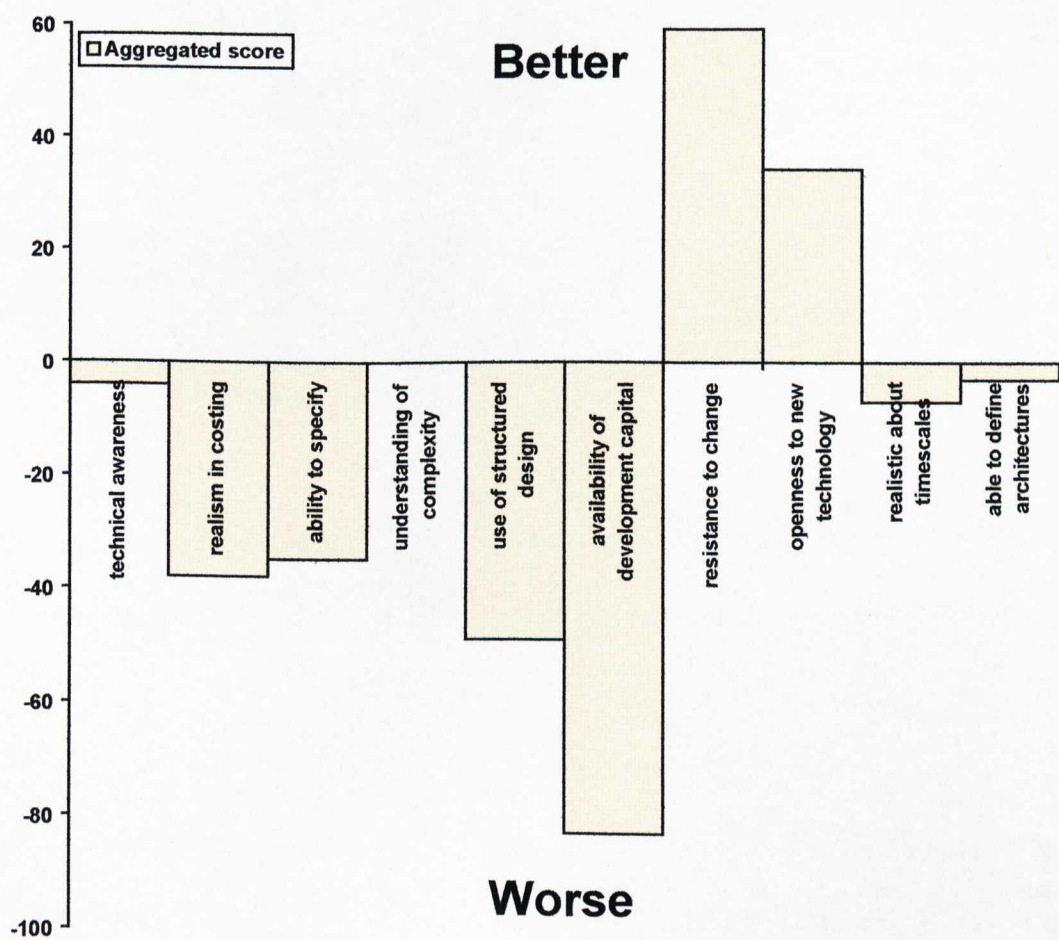 60
Aggregated score
Better
40
20
0
technical awareness
realism in costing
ability to specify
understanding of
complexity
use of structured
design
availability of
development capital
resistance to change
openness to new
technology
realistic about
timescales
able to define
architectures
-20
-40
-60
-80
Worse
-100